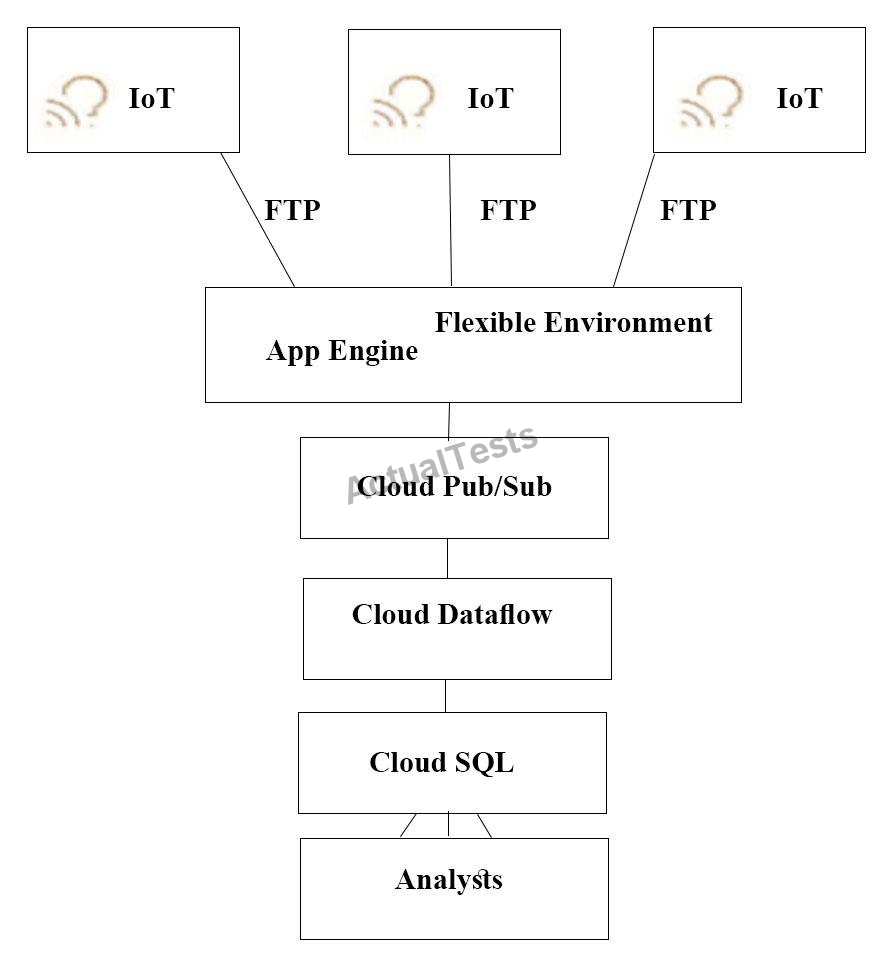 IoT
IoT
IoT
FTP
FTP
FTP
Flexible Environment
App Engine
ActualTests
Cloud Pub/Sub
Cloud Dataflow
Cloud SQL
Analysts